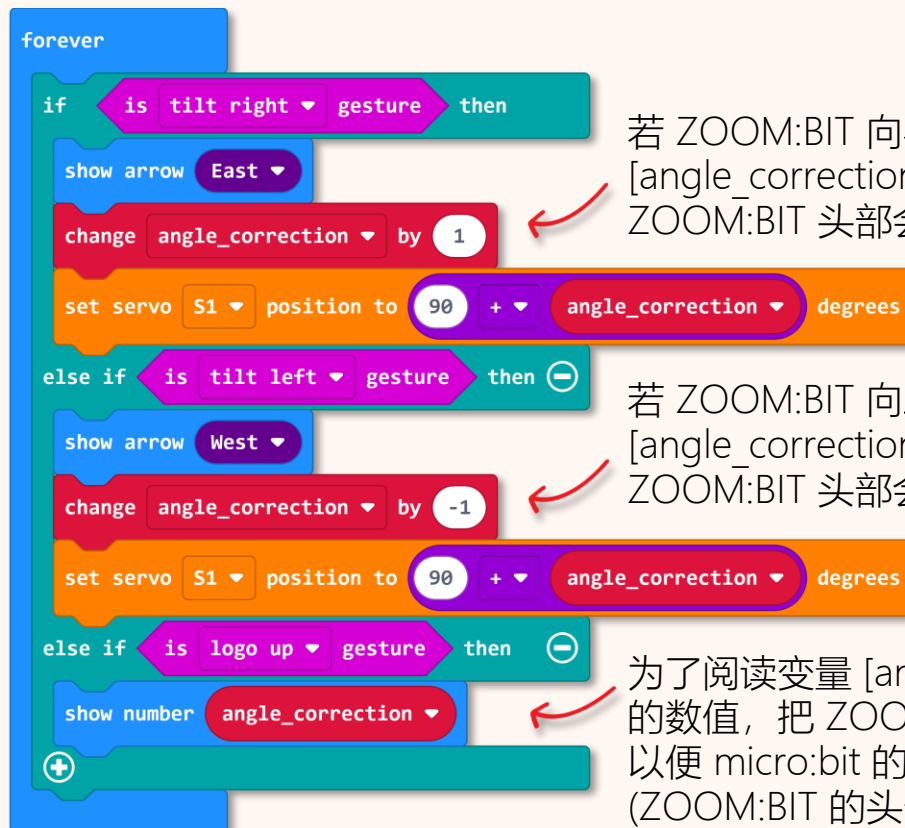 forever
if is tilt right gesture then
show arrow East
change angle_correction by 1
set servo S1 position to 90 + angle_correction degrees
else if is tilt left gesture then
show arrow West
change angle_correction by -1
set servo S1 position to 90 + angle_correction degrees
else if is logo up gesture then
show number angle_correction
若 ZOOM:BIT 向
[angle_correction
ZOOM:BIT 头部
若 ZOOM:BIT 向
[angle_correction
ZOOM:BIT 头部
为了阅读变量 [an
的数值，把 ZOO
以便 micro:bit 的
(ZOOM:BIT 的头